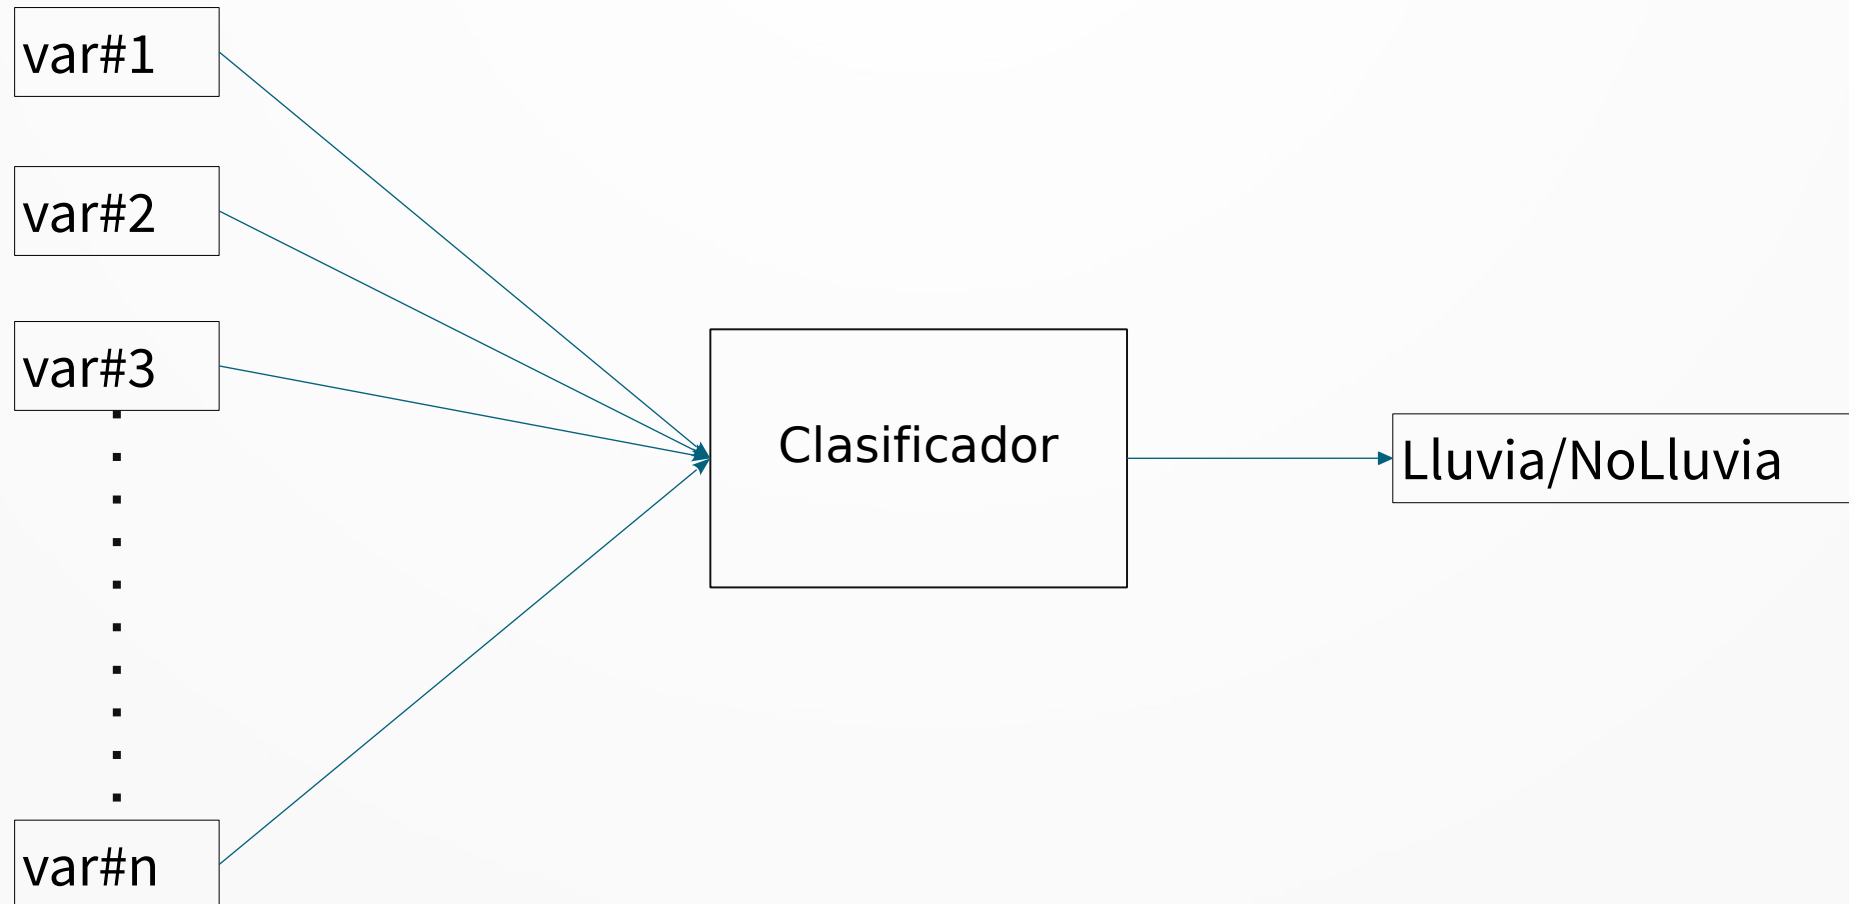 var#1
var#2
var#3
Clasificador
Lluvia/NoLluvia
var#n